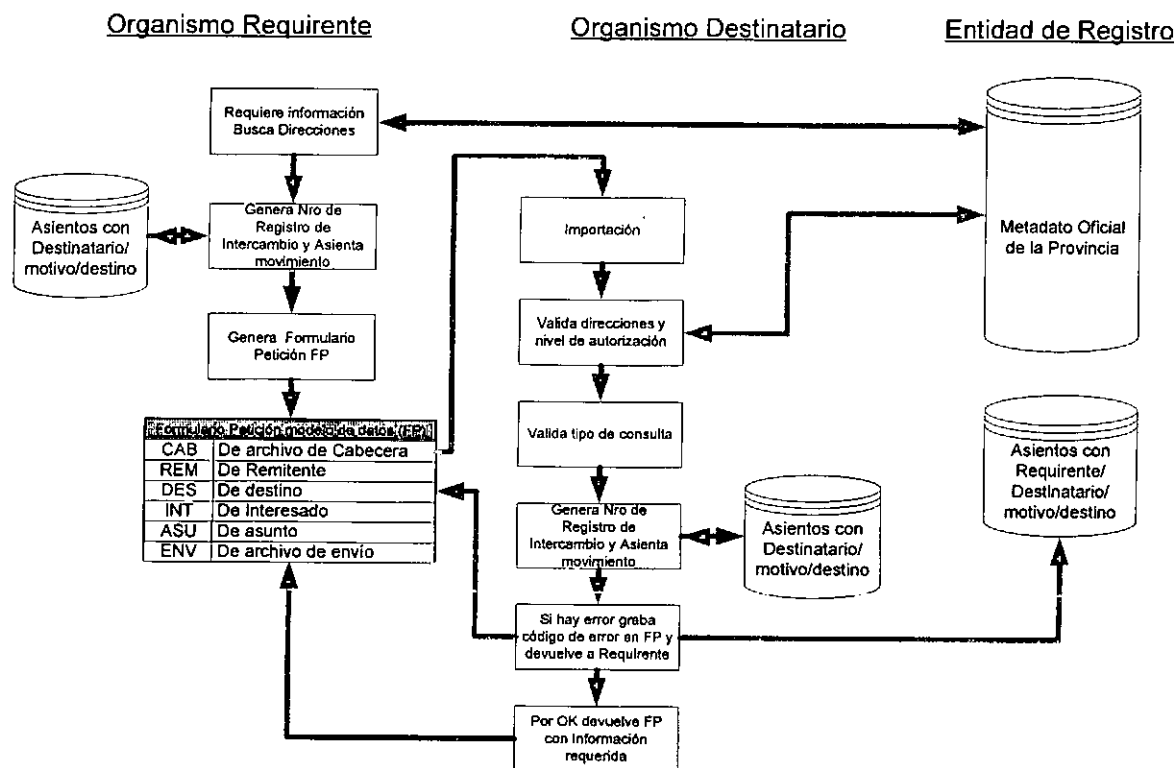 Organismo Requirente
Organismo Destinatario
Entidad de Registro
Requiere información
Busca Direcciones
Asientos con
Destinatario/
motivo/destino
Genera Nro de
Registro de
Intercambio y Asienta
movimiento
Genera Formulario
Petición FP
Formulario Petición modelo de datos (FP)
CAB De archivo de Cabecera
REM De Remitente
DES De destino
INT De Interesado
ASU De asunto
ENV De archivo de envío
Importación
Valida direcciones y
nivel de autorización
Valida tipo de consulta
Genera Nro de
Registro de
Intercambio y Asienta
movimiento
Asientos con
Destinatario/
motivo/destino
Si hay error graba
código de error en FP y
devuelve a Requirente
Por OK devuelve FP
con Información
requerida
Metadato Oficial
de la Provincia
Asientos con
Requirente/
Destinatario/
motivo/destino